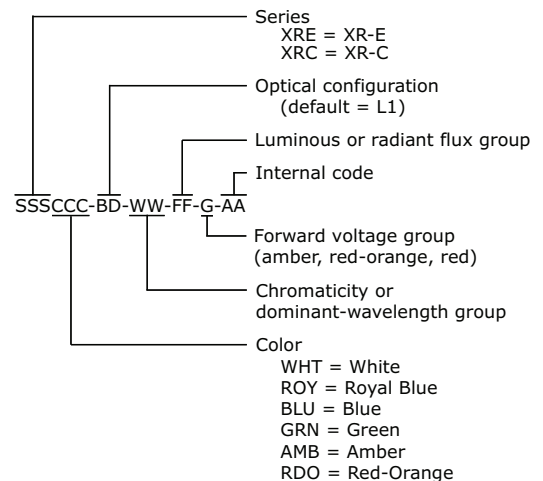 Series
XRE = XR-E
XRC = XR-C
Optical configuration
(default = L1)
Luminous or radiant flux group
Internal code
SSSCCC-BD-WW-FF-G-AA
Forward voltage group
(amber, red-orange, red)
Chromaticity or
dominant-wavelength group
Color
WHT = White
ROY = Royal Blue
BLU = Blue
GRN = Green
AMB = Amber
RDO = Red-Orange